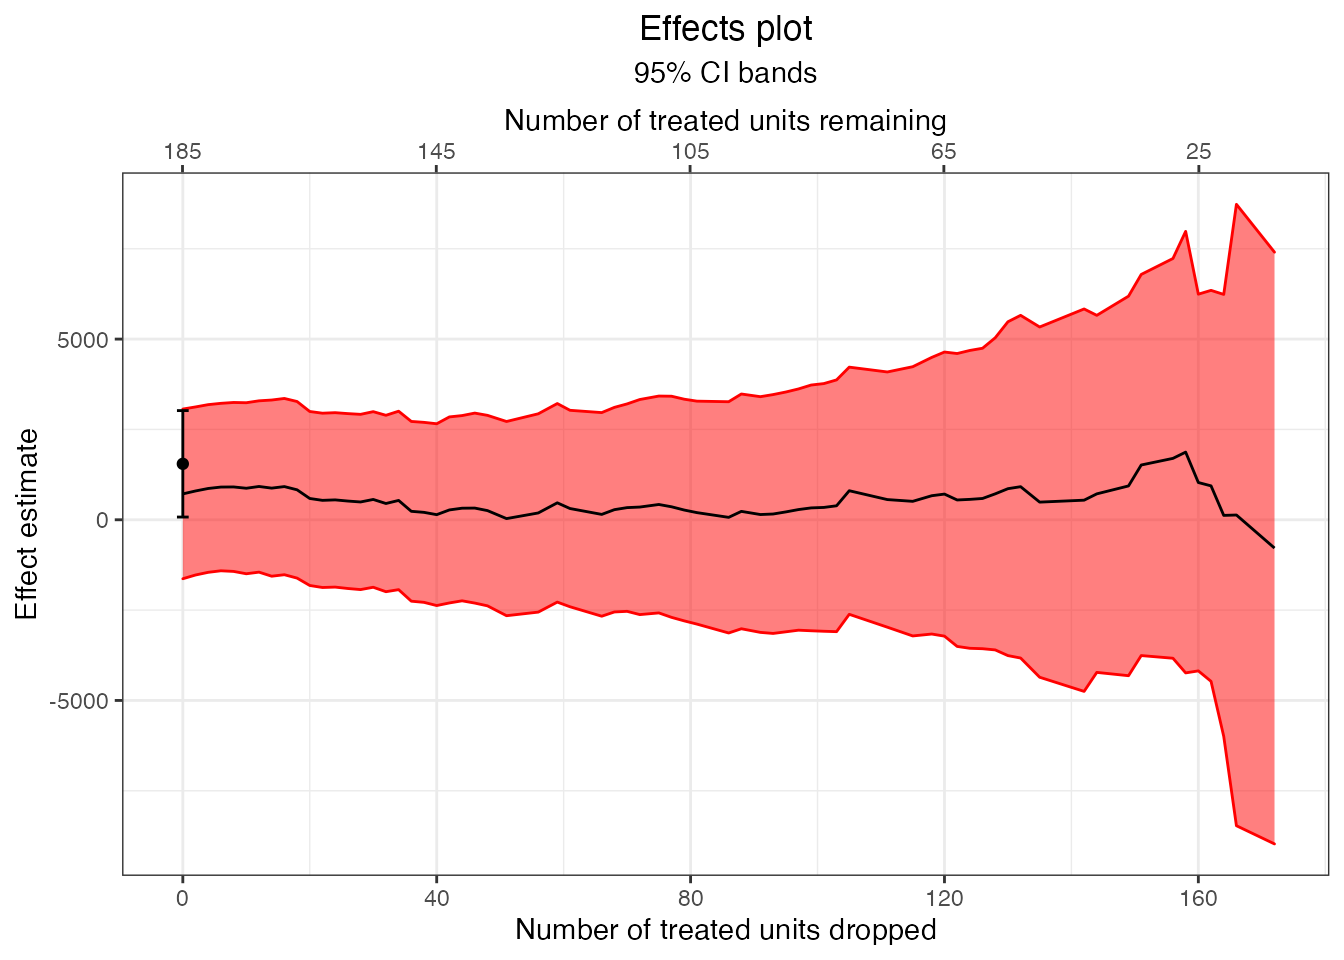 Effects plot
95% CI bands
Number of treated units remaining
185 145 105 65 25
5000
0
-5000
Effect estimate
0 40 80 120 160
Number of treated units dropped